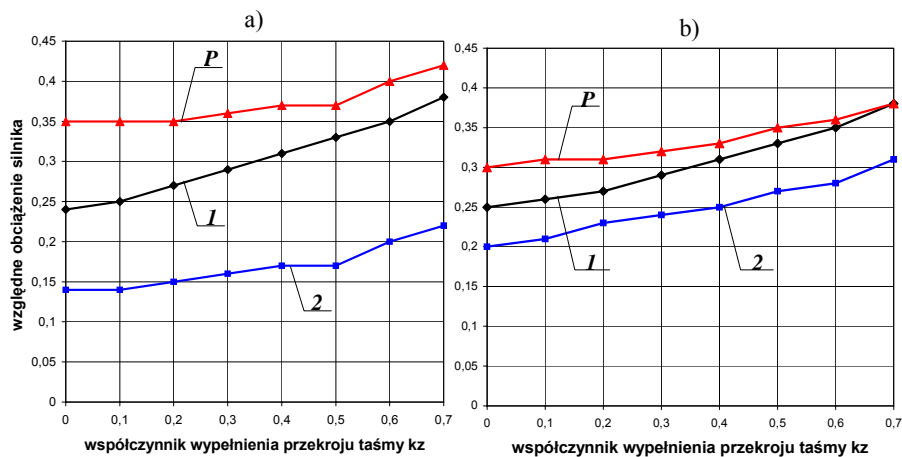 a)
0,45
0,4
0,35
0,3
0,25
0,2
0,15
0,1
0,05
0
0 0,1 0,2 0,3 0,4 0,5 0,6 0,7
względne obciążenie silnika
współczynnik wypełnienia przekroju taśmy kz
P
1
2
b)
0,45
0,4
0,35
0,3
0,25
0,2
0,15
0,1
0,05
0
0 0,1 0,2 0,3 0,4 0,5 0,6 0,7
współczynnik wypełnienia przekroju taśmy kz
P
1
2